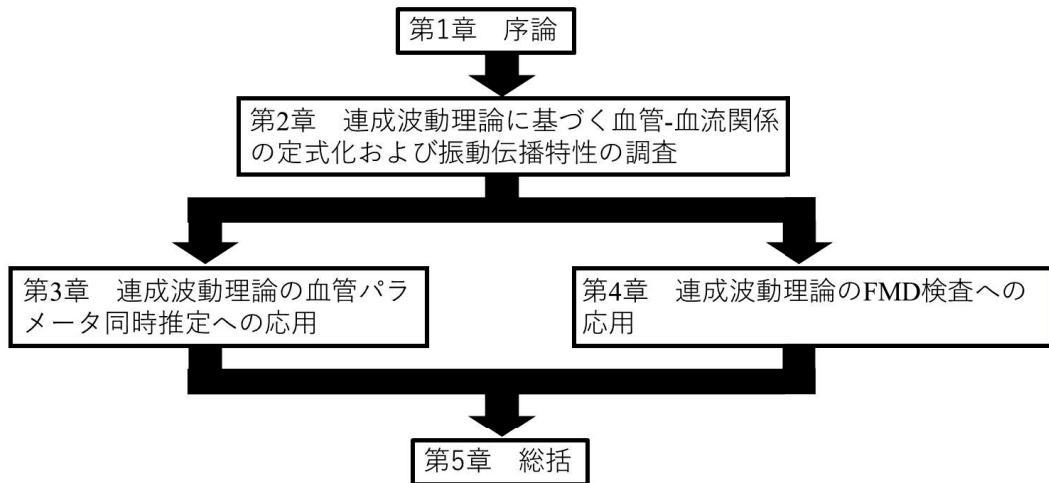 第1章　序論
第2章　連成波動理論に基づく血管-血流関係
の定式化および振動伝播特性の調査
第3章　連成波動理論の血管パラ
メータ同時推定への応用
第4章　連成波動理論のFMD検査への
応用
第5章　総括